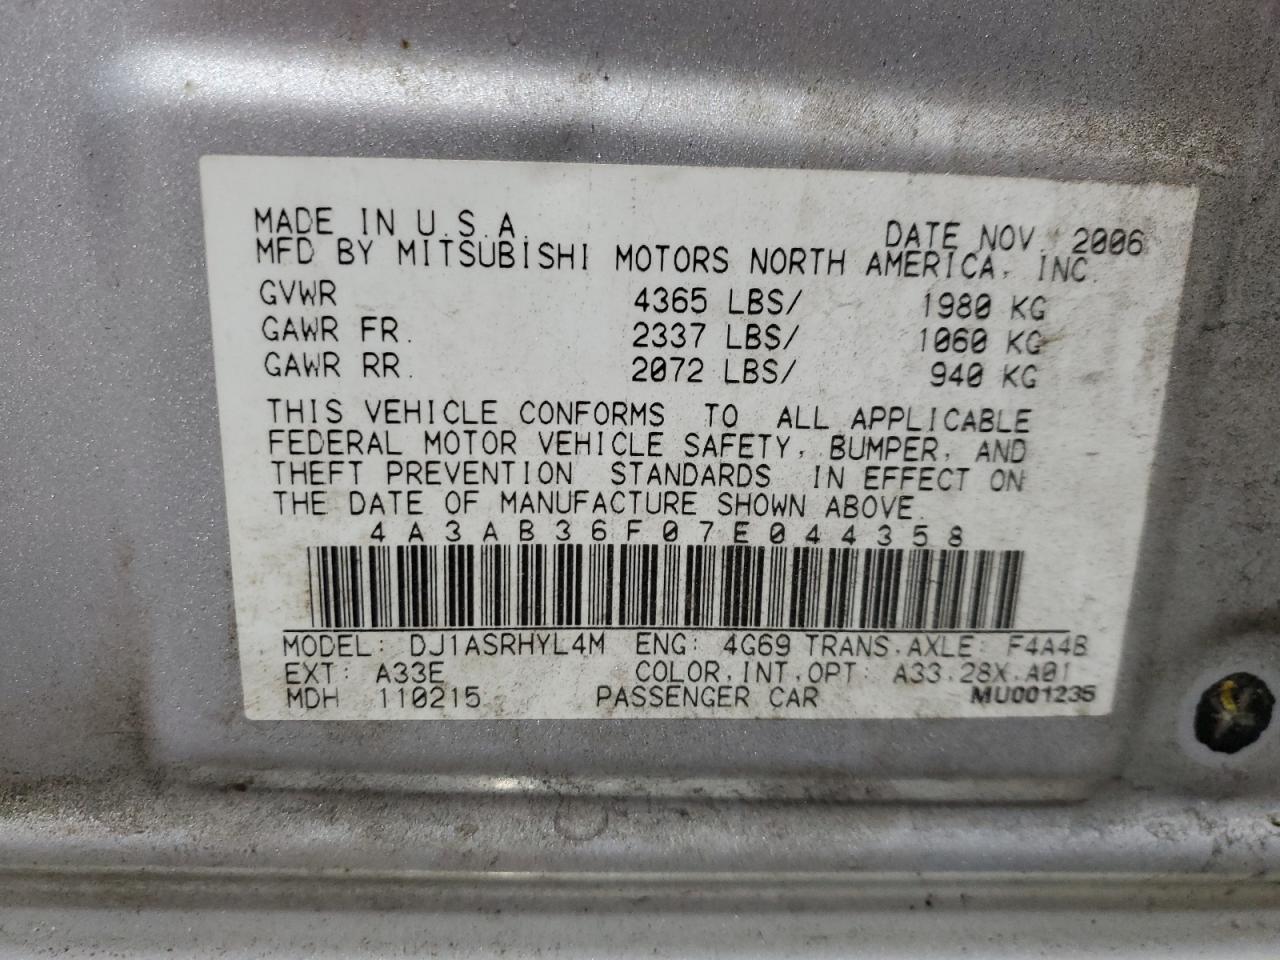 MADE IN U.S.A. DATE NOV. 2006
MFD BY MITSUBISHI MOTORS NORTH AMERICA, INC.
GVWR 4365 LBS/ 1980 KG
GAWR FR. 2337 LBS/ 1060 KG
GAWR RR. 2072 LBS/ 940 KG
THIS VEHICLE CONFORMS TO ALL APPLICABLE
FEDERAL MOTOR VEHICLE SAFETY, BUMPER, AND
THEFT PREVENTION STANDARDS IN EFFECT ON
THE DATE OF MANUFACTURE SHOWN ABOVE.
4A3AB36F07E044358
MODEL: DJ1ASRHYL4M ENG: 4G69 TRANS.AXLE: F4A4B
EXT: A33E COLOR.INT.OPT: A33.28X.A01
MDH 110215 PASSENGER CAR MU001235